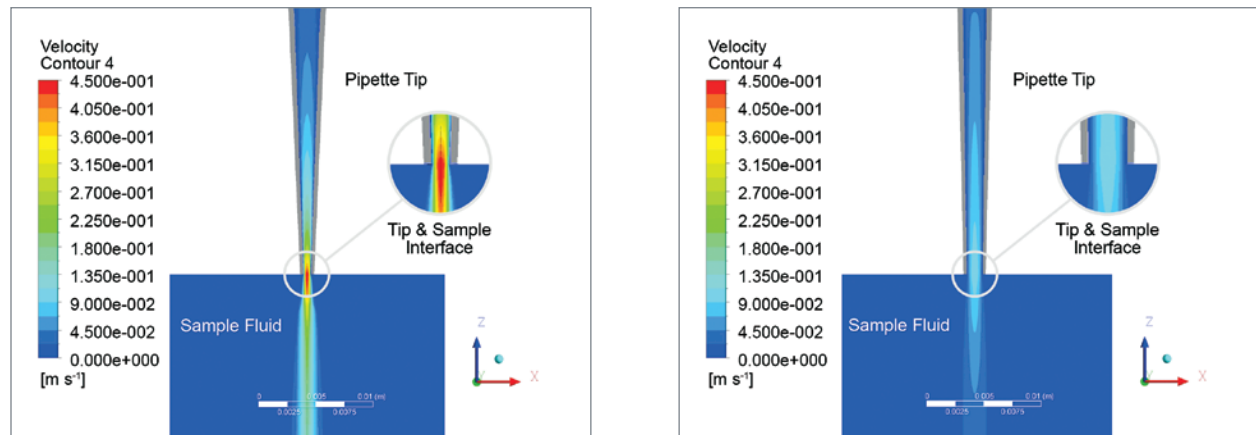 Velocity
Contour 4
4.500e-001
4.050e-001
3.600e-001
3.150e-001
2.700e-001
2.250e-001
1.800e-001
1.350e-001
9.000e-002
4.500e-002
0.000e+000
[m s⁻¹]
Pipette Tip
Tip & Sample
Interface
Sample Fluid
Z
X
0 0.005 0.01 (m)
0.0025 0.0075
Velocity
Contour 4
4.500e-001
4.050e-001
3.600e-001
3.150e-001
2.700e-001
2.250e-001
1.800e-001
1.350e-001
9.000e-002
4.500e-002
0.000e+000
[m s⁻¹]
Pipette Tip
Tip & Sample
Interface
Sample Fluid
Z
X
0 0.005 0.01 (m)
0.0025 0.0075